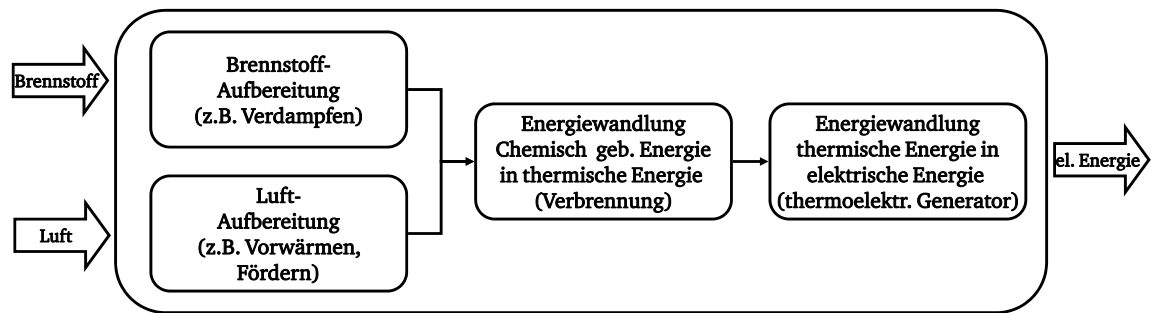 Brennstoff
Brennstoff-
Aufbereitung
(z.B. Verdampfen)
Luft
Luft-
Aufbereitung
(z.B. Vorwärmen,
Fördern)
Energiewandlung
Chemisch geb. Energie
in thermische Energie
(Verbrennung)
Energiewandlung
thermische Energie in
elektrische Energie
(thermoelektr. Generator)
el. Energie